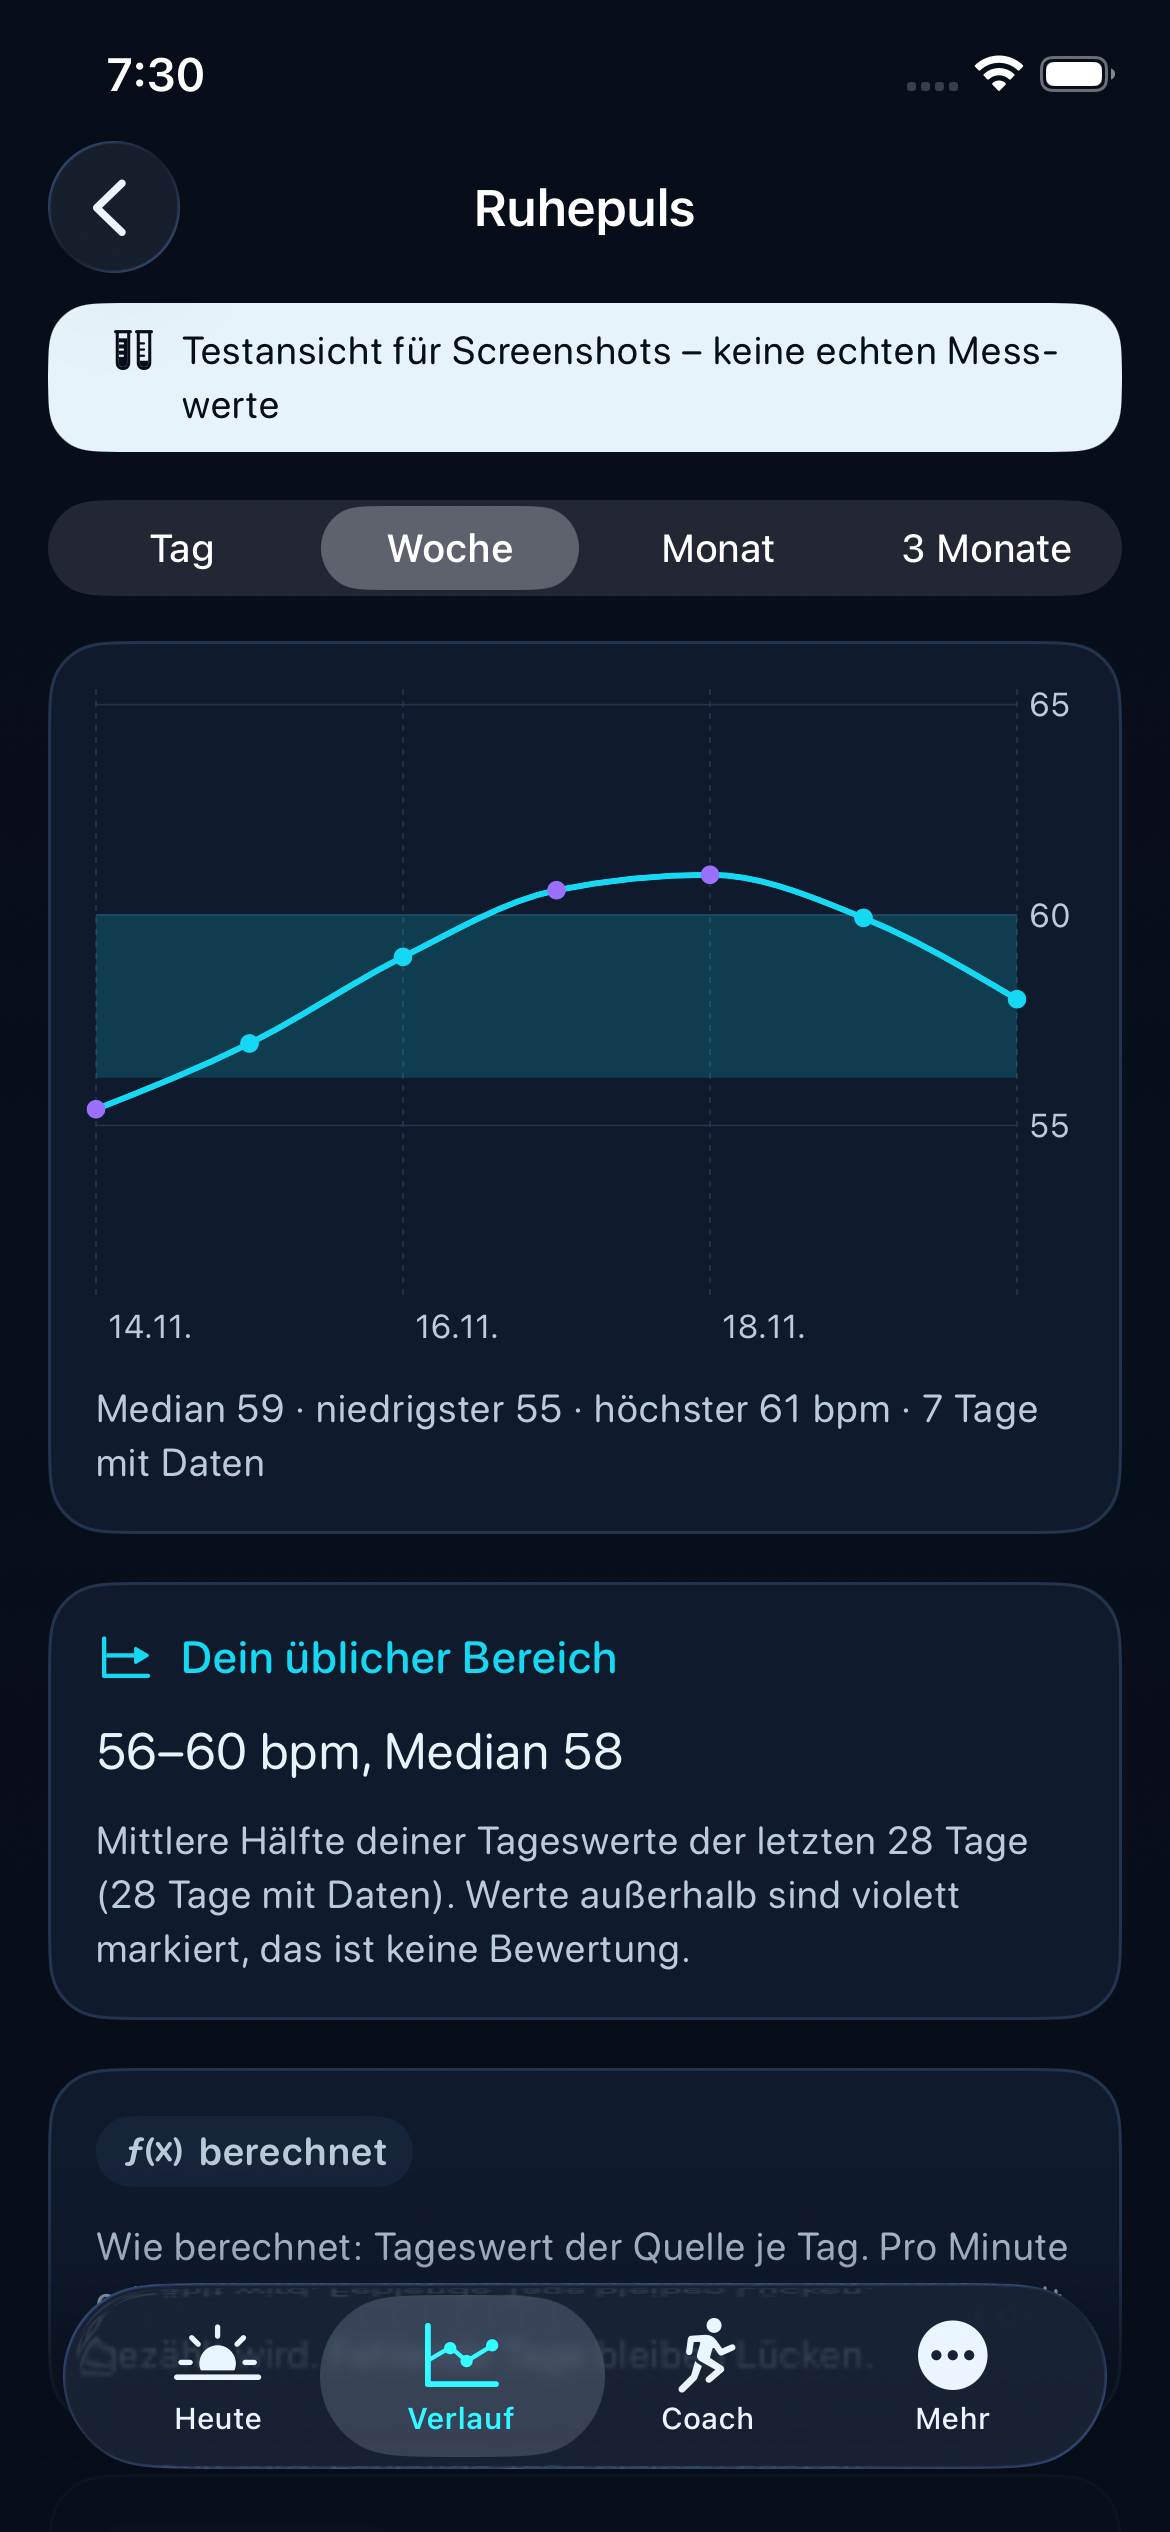 7:30
Ruhepuls
Testansicht für Screenshots – keine echten Mess-
werte
Tag
Woche
Monat
3 Monate
65
60
55
14.11.
16.11.
18.11.
Median 59 · niedrigster 55 · höchster 61 bpm · 7 Tage
mit Daten
Dein üblicher Bereich
56–60 bpm, Median 58
Mittlere Hälfte deiner Tageswerte der letzten 28 Tage
(28 Tage mit Daten). Werte außerhalb sind violett
markiert, das ist keine Bewertung.
f(x) berechnet
Wie berechnet: Tageswert der Quelle je Tag. Pro Minute
Lücken.
Heute
Verlauf
Coach
Mehr